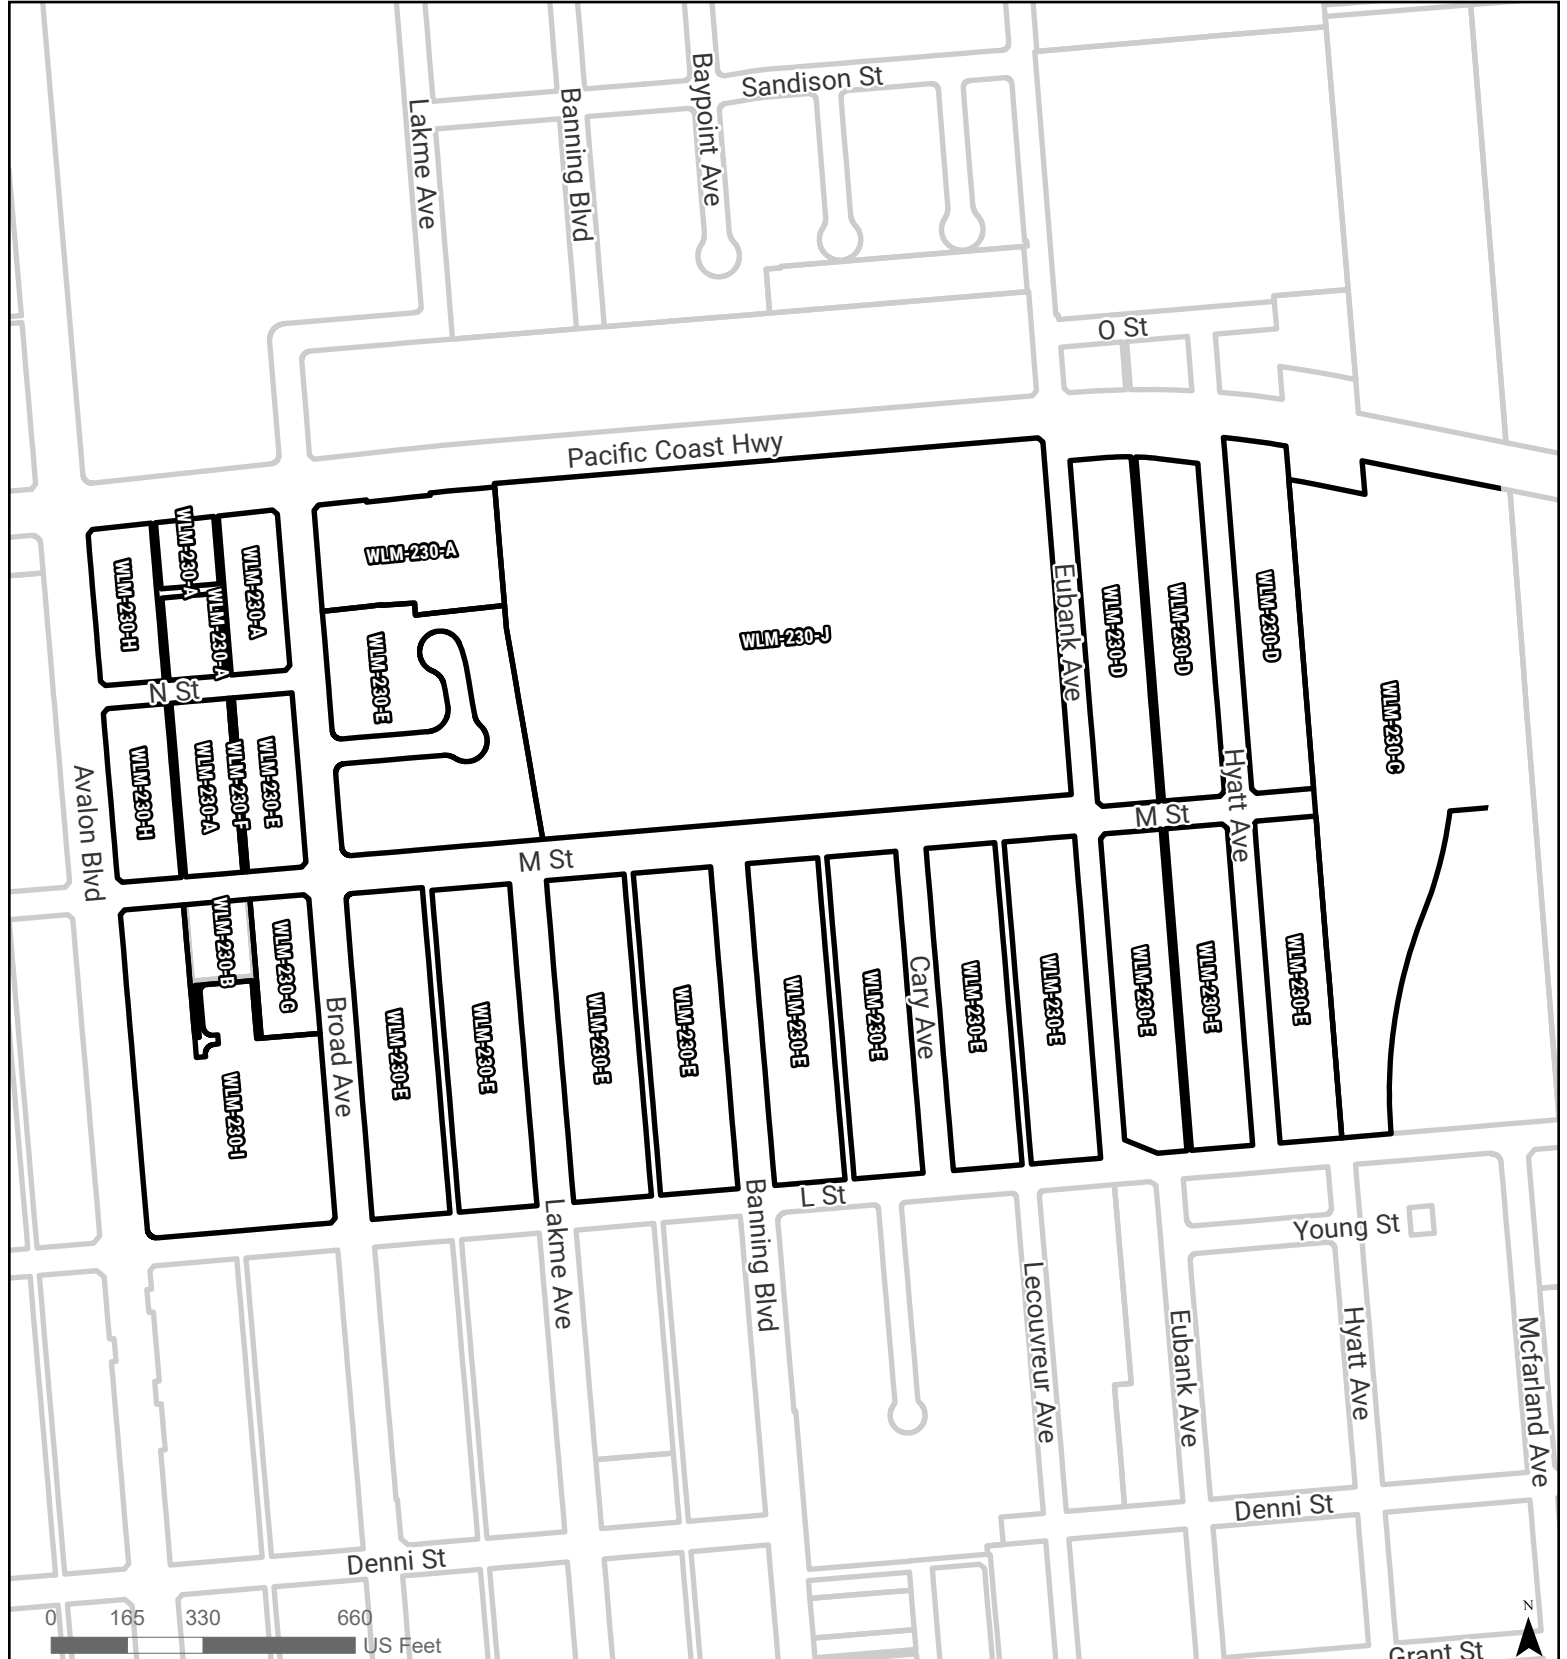 Sandison St
Baypoint Ave
Banning Blvd
Lakme Ave
O St
Pacific Coast Hwy
WLM-230-A
WLM-230-H
WLM-230-A
WLM-230-A
WLM-230-A
WLM-230-J
WLM-230-E
Eubank Ave
WLM-230-D
WLM-230-D
WLM-230-D
WLM-230-C
N St
Avalon Blvd
WLM-230-H
WLM-230-A
WLM-230-F
WLM-230-E
M St
Hyatt Ave
M St
WLM-230-B
WLM-230-G
WLM-230-I
Broad Ave
WLM-230-E
WLM-230-E
WLM-230-E
WLM-230-E
WLM-230-E
WLM-230-E
Cary Ave
WLM-230-E
WLM-230-E
WLM-230-E
WLM-230-E
WLM-230-E
L St
Lakme Ave
Banning Blvd
Young St
Lecouvreur Ave
Eubank Ave
Hyatt Ave
Mcfarland Ave
Denni St
Denni St
0 165 330 660
US Feet
N
Grant St